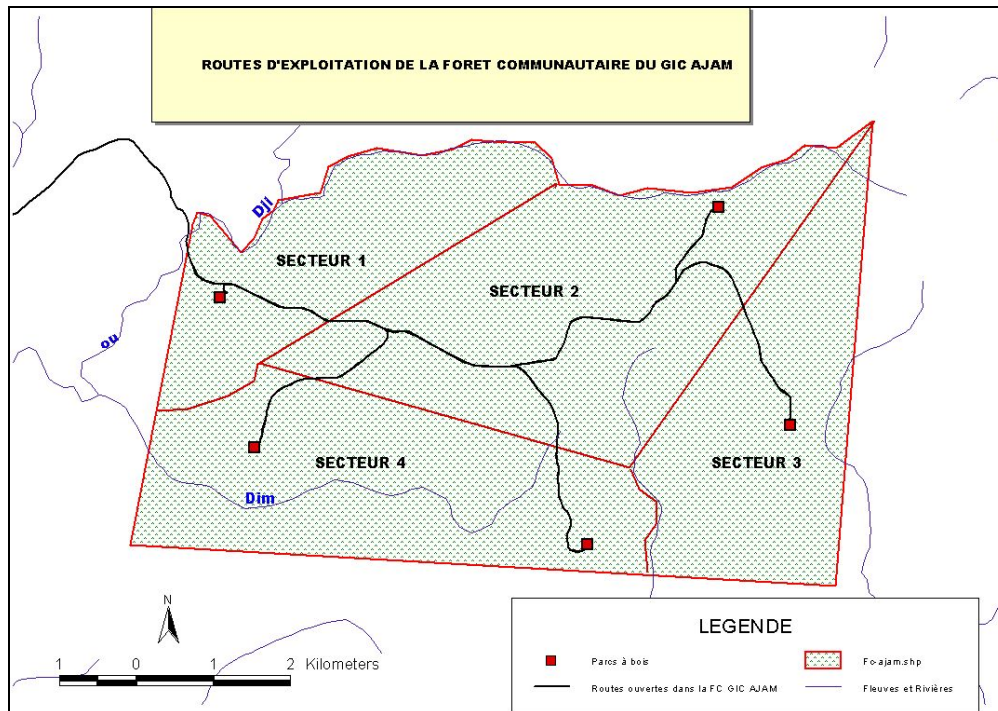 ROUTES D'EXPLOITATION DE LA FORET COMMUNAUTAIRE DU GIC AJAM
Dji
SECTEUR 1
SECTEUR 2
ou
SECTEUR 4
SECTEUR 3
Dim
N
1 0 1 2 Kilometers
LEGENDE
Parcs à bois
Fc-ajam.shp
Routes ouvertes dans la FC GIC AJAM
Fleuves et Rivières